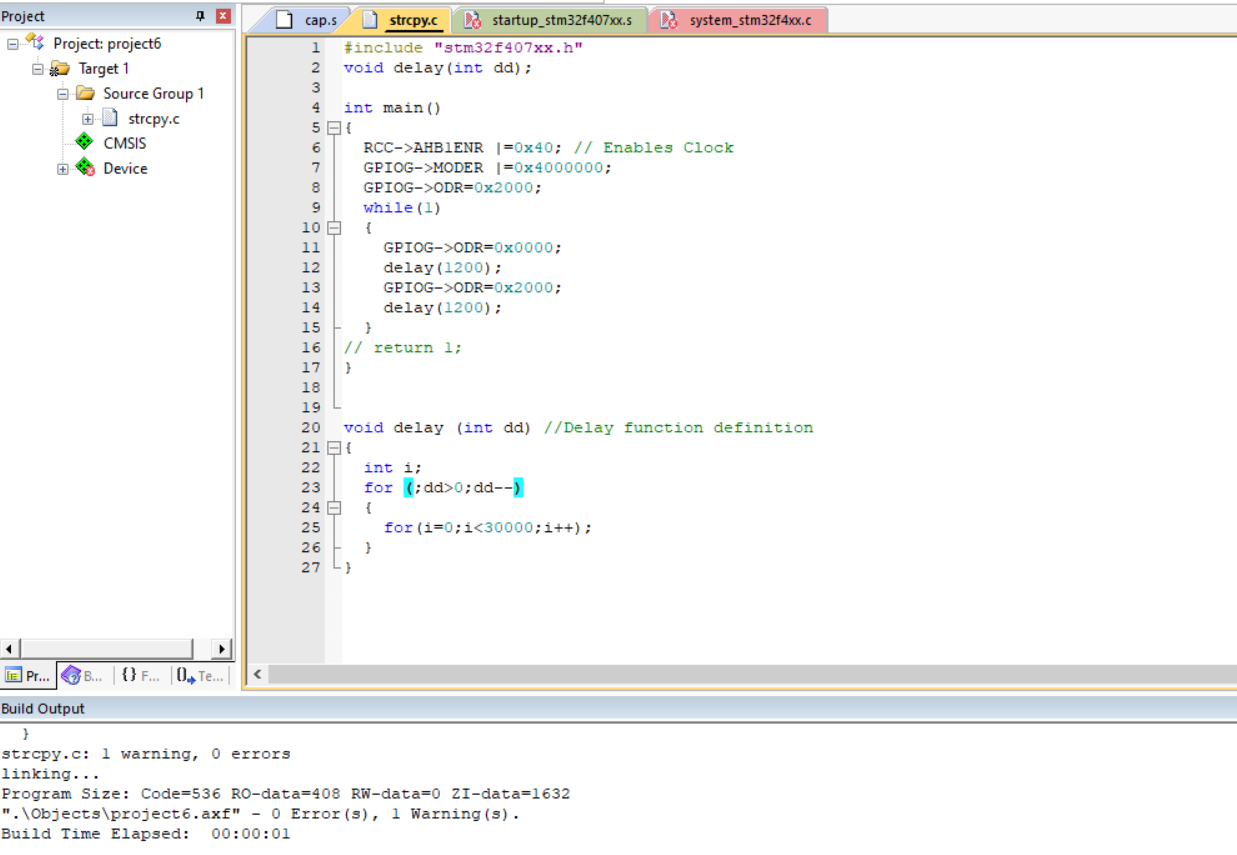 Project
Project: project6
Target 1
Source Group 1
strcpy.c
CMSIS
Device
Pr... B... {} F... 0 Te...
cap.s strcpy.c startup_stm32f407xx.s system_stm32f4xx.c
1 #include "stm32f407xx.h"
2 void delay(int dd);
3
4 int main()
5 {
6 RCC->AHB1ENR |=0x40; // Enables Clock
7 GPIOG->MODER |=0x4000000;
8 GPIOG->ODR=0x2000;
9 while(1)
10 {
11 GPIOG->ODR=0x0000;
12 delay(1200);
13 GPIOG->ODR=0x2000;
14 delay(1200);
15 }
16 // return 1;
17 }
18
19
20 void delay (int dd) //Delay function definition
21 {
22 int i;
23 for (;dd>0;dd--)
24 {
25 for(i=0;i<30000;i++);
26 }
27 }
Build Output
}
strcpy.c: 1 warning, 0 errors
linking...
Program Size: Code=536 RO-data=408 RW-data=0 ZI-data=1632
".\Objects\project6.axf" - 0 Error(s), 1 Warning(s).
Build Time Elapsed:  00:00:01